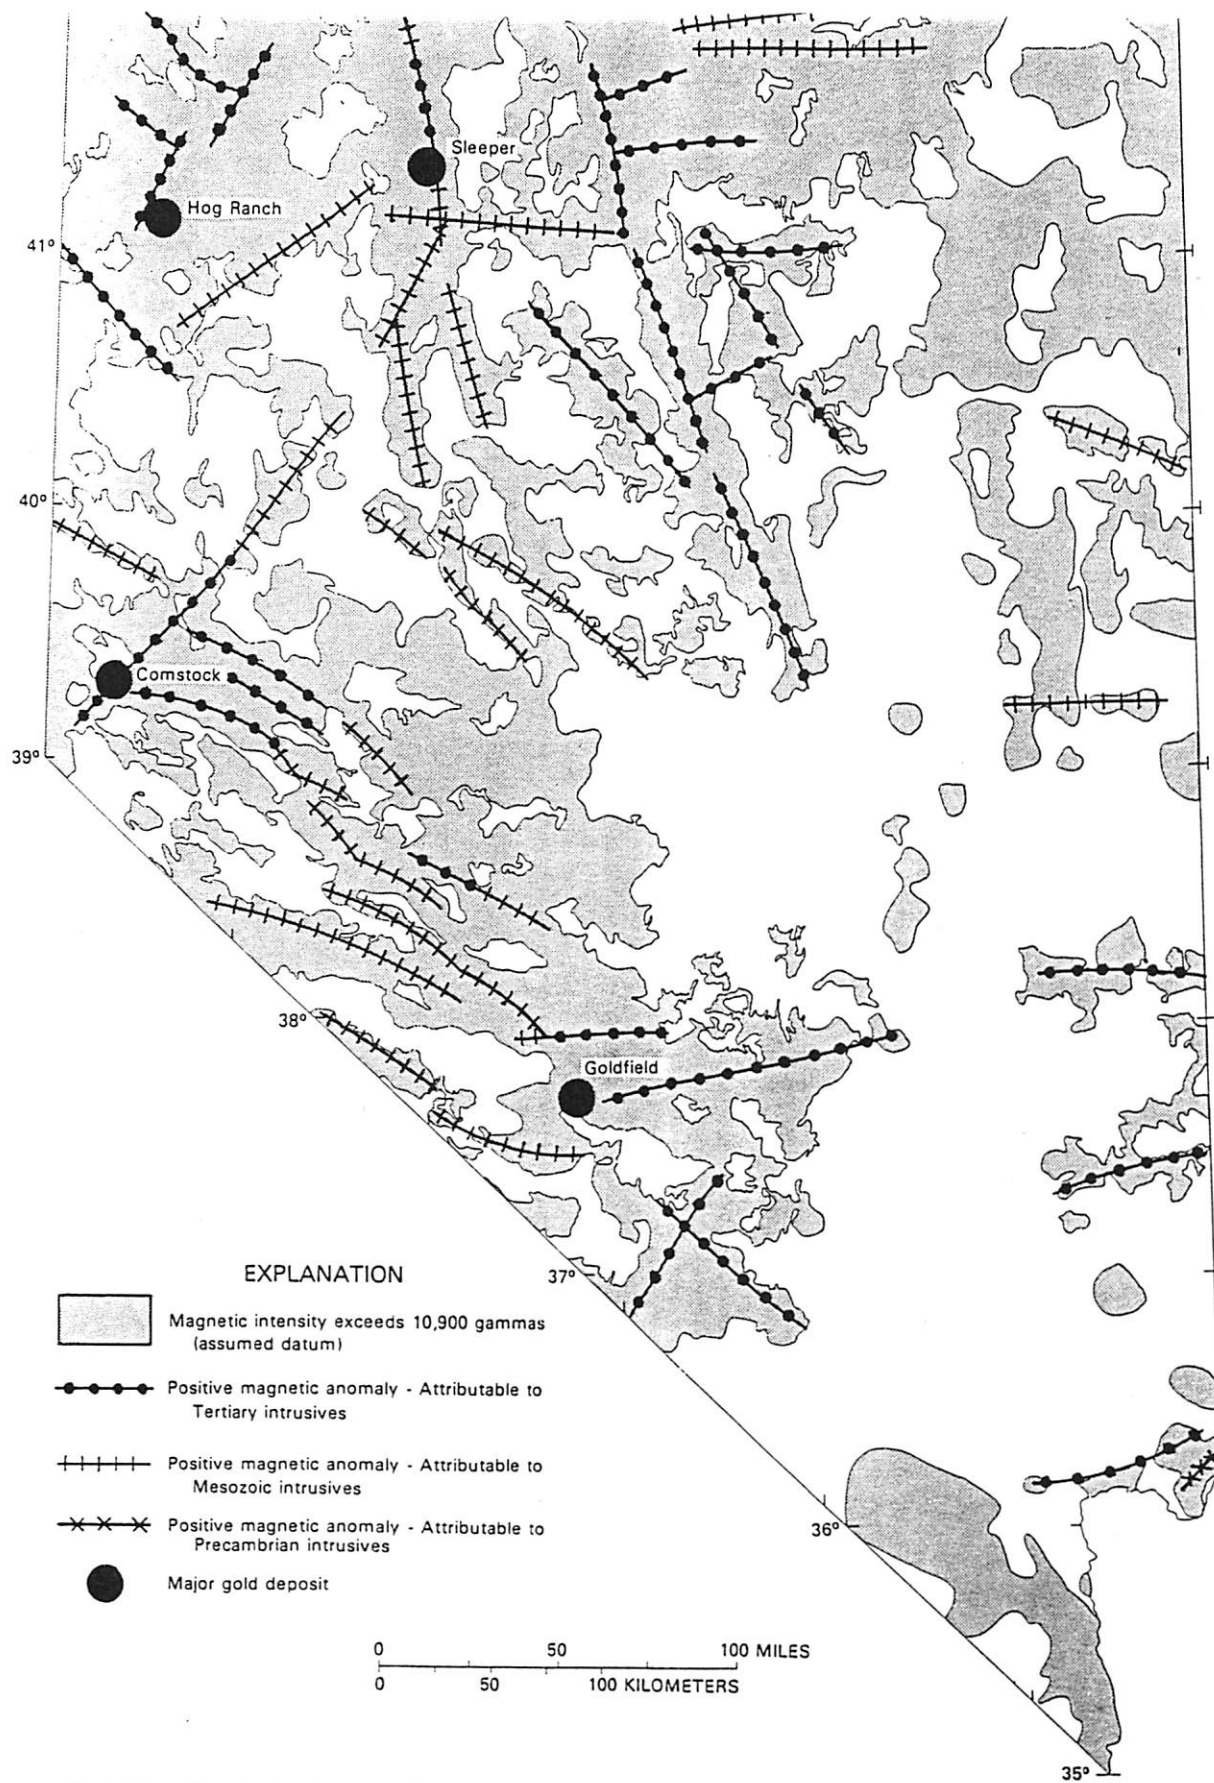 Sleeper
Hog Ranch
41°
40°
Comstock
39°
38°
Goldfield
37°
EXPLANATION
Magnetic intensity exceeds 10,900 gammas
(assumed datum)
Positive magnetic anomaly - Attributable to
Tertiary intrusives
Positive magnetic anomaly - Attributable to
Mesozoic intrusives
Positive magnetic anomaly - Attributable to
Precambrian intrusives
Major gold deposit
36°
0 50 100 MILES
0 50 100 KILOMETERS
35°